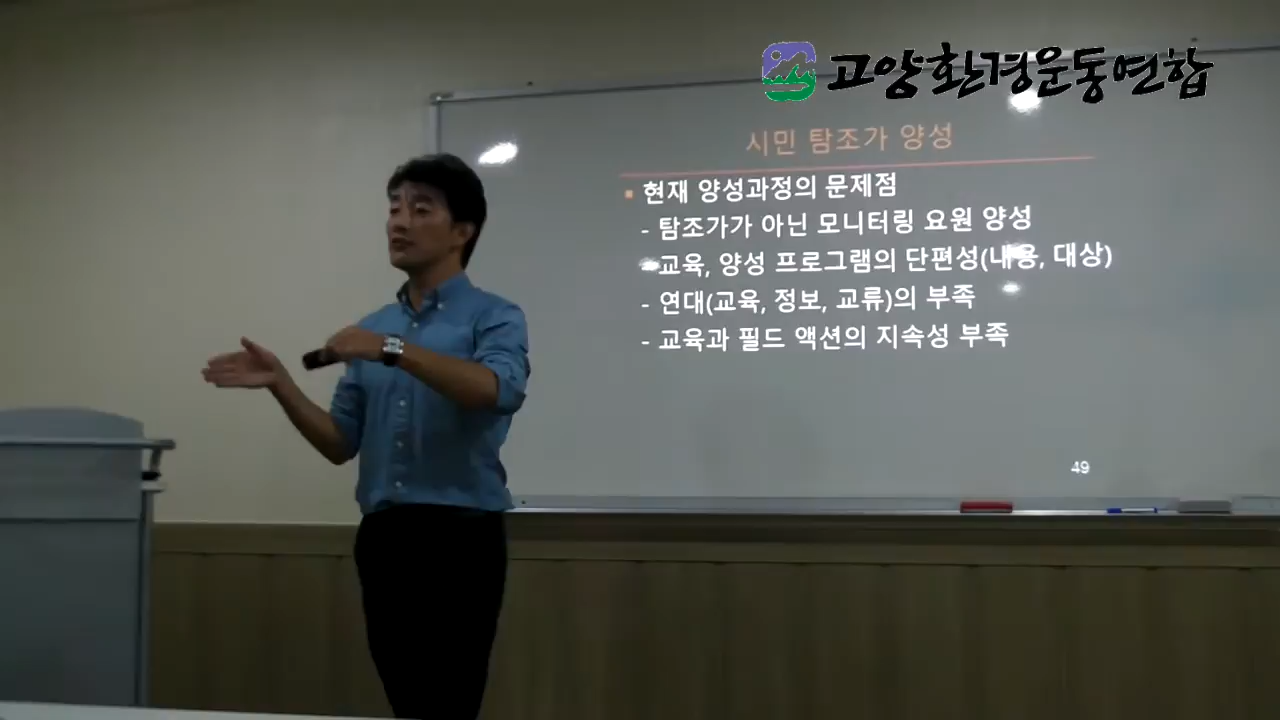 고양환경운동연합
시민 탐조가 양성
▪ 현재 양성과정의 문제점
- 탐조가가 아닌 모니터링 요원 양성
- 교육, 양성 프로그램의 단편성(내용, 대상)
- 연대(교육, 정보, 교류)의 부족
- 교육과 필드 액션의 지속성 부족
49